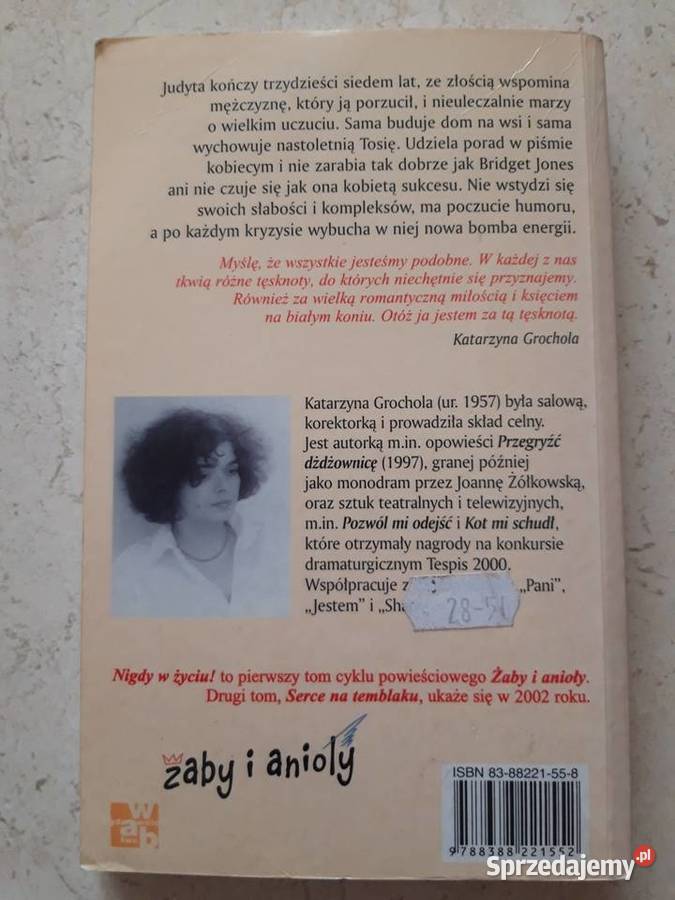 Judyta kończy trzydzieści siedem lat, ze złością wspomina
mężczyznę, który ją porzucił, i nieuleczalnie marzy
o wielkim uczuciu. Sama buduje dom na wsi i sama
wychowuje nastoletnią Tosię. Udziela porad w piśmie
kobiecym i nie zarabia tak dobrze jak Bridget Jones
ani nie czuje się jak ona kobietą sukcesu. Nie wstydzi się
swoich słabości i kompleksów, ma poczucie humoru,
a po każdym kryzysie wybucha w niej nowa bomba energii.
Myślę, że wszystkie jesteśmy podobne. W każdej z nas
tkwią różne tęsknoty, do których niechętnie się przyznajemy.
Również za wielką romantyczną miłością i księciem
na białym koniu. Otóż ja jestem za tą tęsknotą.
Katarzyna Grochola
Katarzyna Grochola (ur. 1957) była salową,
korektorką i prowadziła skład celny.
Jest autorką m.in. opowieści Przegryźć
dżdżownicę (1997), granej później
jako monodram przez Joannę Żółkowską,
oraz sztuk teatralnych i telewizyjnych,
m.in. Pozwól mi odejść i Kot mi schudł,
które otrzymały nagrody na konkursie
dramaturgicznym Tespis 2000.
Współpracuje z „Pani”,
„Jestem” i „Sha
28-51
Nigdy w życiu! to pierwszy tom cyklu powieściowego Żaby i anioły.
Drugi tom, Serce na temblaku, ukaże się w 2002 roku.
żaby i anioły
ISBN 83-88221-55-8
w
a b
9 788388 221552
Sprzedajemy.pl